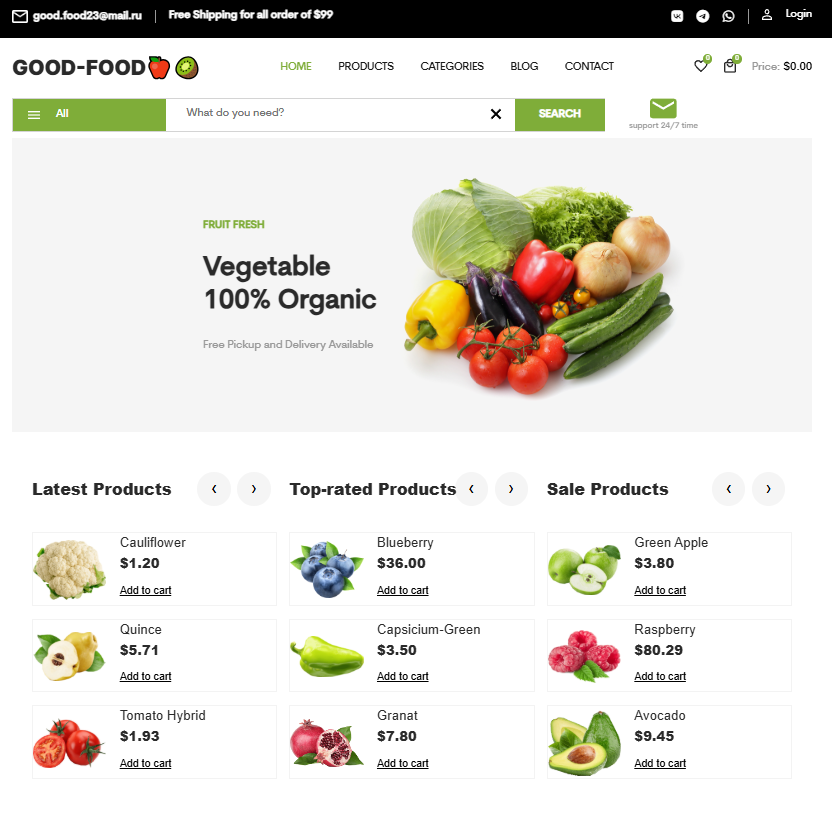 good.food23@mail.ru
Free Shipping for all order of $99
Login
GOOD-FOOD
HOME
PRODUCTS
CATEGORIES
BLOG
CONTACT
0
0
Price: $0.00
All
What do you need?
SEARCH
support 24/7 time
FRUIT FRESH
Vegetable
100% Organic
Free Pickup and Delivery Available
Latest Products
Cauliflower
$1.20
Add to cart
Quince
$5.71
Add to cart
Tomato Hybrid
$1.93
Add to cart
Top-rated Products
Blueberry
$36.00
Add to cart
Capsicium-Green
$3.50
Add to cart
Granat
$7.80
Add to cart
Sale Products
Green Apple
$3.80
Add to cart
Raspberry
$80.29
Add to cart
Avocado
$9.45
Add to cart